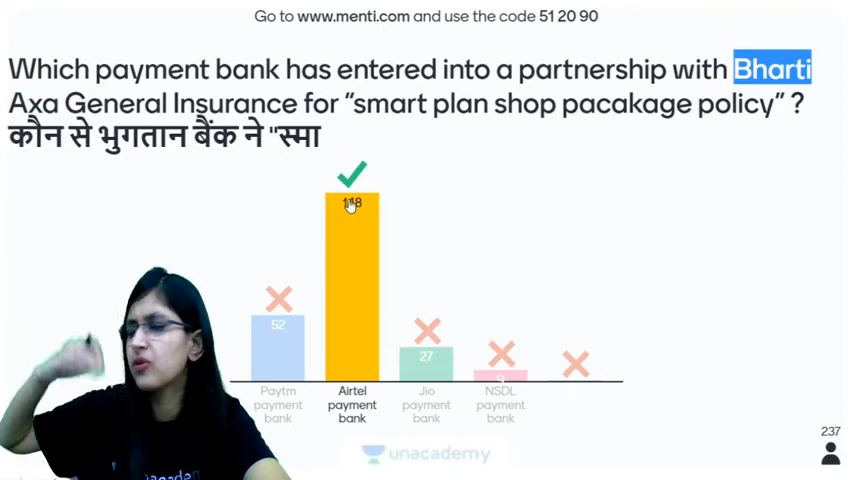 Go to www.menti.com and use the code 51 20 90
Which payment bank has entered into a partnership with Bharti
Axa General Insurance for “smart plan shop pacakage policy” ?
कौन से भुगतान बैंक ने "स्मा
52
27
9
Paytm
payment
bank
Airtel
payment
bank
Jio
payment
bank
NSDL
payment
bank
237
unacademy